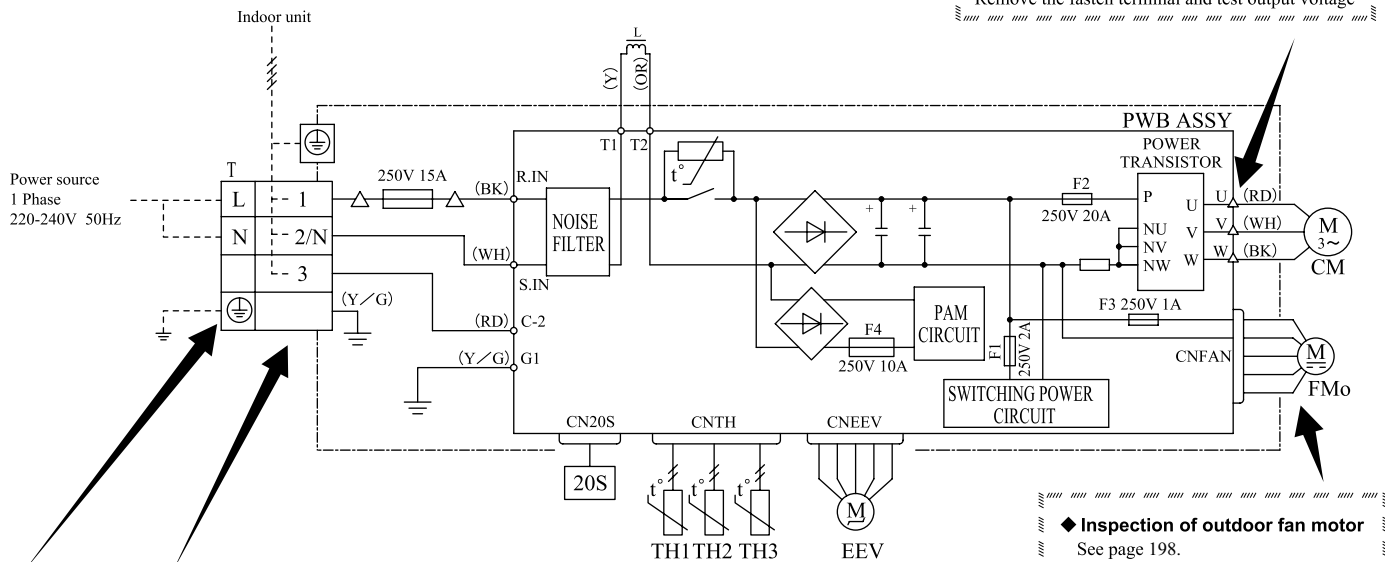 Remove the fasten terminal and test output voltage
Indoor unit
L
(Y)
(OR)
PWB ASSY
T1 T2
POWER
TRANSISTOR
T
Power source
1 Phase
220-240V 50Hz
L 1
N 2/N
3
250V 15A
(BK)
R.IN
NOISE
FILTER
(WH)
S.IN
(Y/G)
(RD)
C-2
(Y/G)
G1
t°
+ +
F2
250V 20A
P
NU
NV
NW
U
V
W
U (RD)
V (WH)
W (BK)
M
3~
CM
F4
250V 10A
PAM
CIRCUIT
F1
250V 2A
F3 250V 1A
CNFAN
M
FMo
SWITCHING POWER
CIRCUIT
CN20S
CNTH
CNEEV
20S
t° t° t°
TH1 TH2 TH3
M
EEV
◆ Inspection of outdoor fan motor
See page 198.